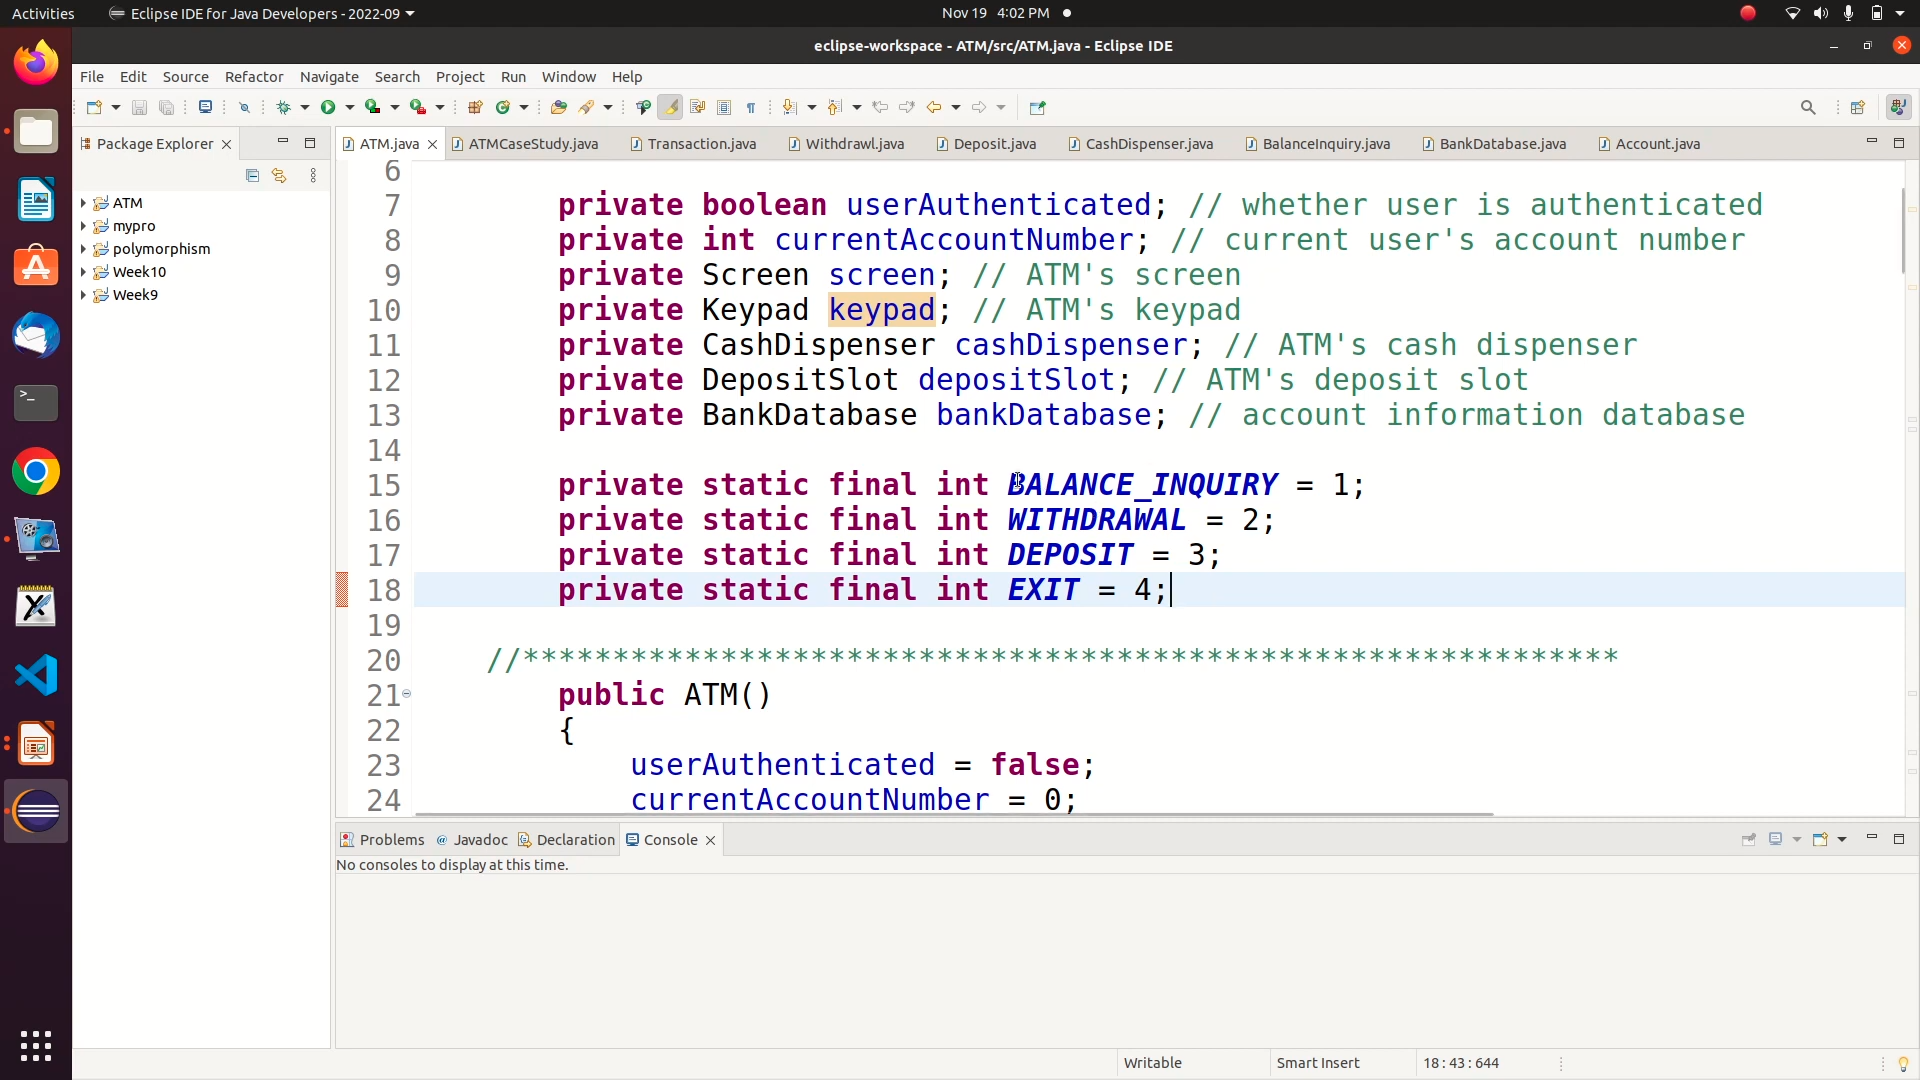 Activities Eclipse IDE for Java Developers - 2022-09 Nov 19 4:02 PM
eclipse-workspace - ATM/src/ATM.java - Eclipse IDE
File Edit Source Refactor Navigate Search Project Run Window Help
Package Explorer ATM.java ATMCaseStudy.java Transaction.java Withdrawl.java Deposit.java CashDispenser.java BalanceInquiry.java BankDatabase.java Account.java
ATM
mypro
polymorphism
Week10
Week9
6
7 private boolean userAuthenticated; // whether user is authenticated
8 private int currentAccountNumber; // current user's account number
9 private Screen screen; // ATM's screen
10 private Keypad keypad; // ATM's keypad
11 private CashDispenser cashDispenser; // ATM's cash dispenser
12 private DepositSlot depositSlot; // ATM's deposit slot
13 private BankDatabase bankDatabase; // account information database
14
15 private static final int BALANCE_INQUIRY = 1;
16 private static final int WITHDRAWAL = 2;
17 private static final int DEPOSIT = 3;
18 private static final int EXIT = 4;
19
20 //*************************************************************
21 public ATM()
22 {
23 userAuthenticated = false;
24 currentAccountNumber = 0;
Problems Javadoc Declaration Console
No consoles to display at this time.
Writable Smart Insert 18 : 43 : 644